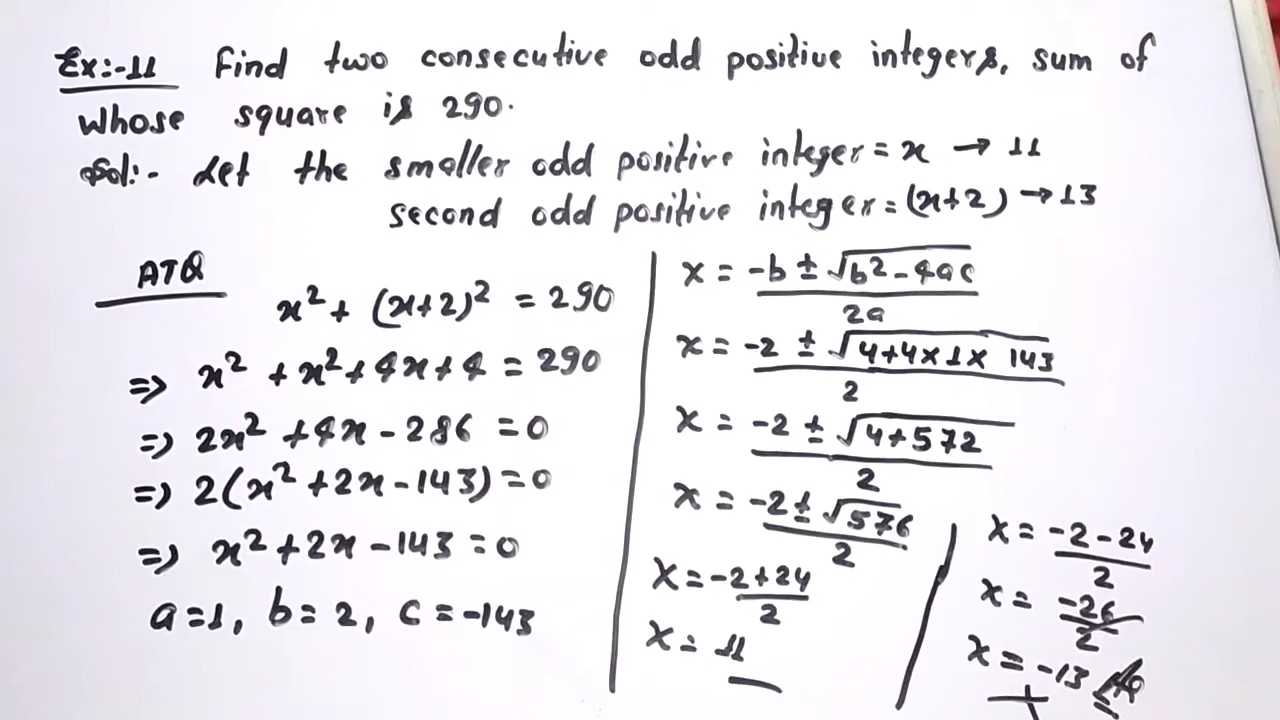 Ex:-11 Find two consecutive odd positive integers, sum of
whose square is 290.
Sol:- Let the smaller odd positive integer = x → 11
second odd positive integer = (x+2) → 13
ATQ
x² + (x+2)² = 290
=> x² + x² + 4x + 4 = 290
=> 2x² + 4x - 286 = 0
=> 2(x² + 2x - 143) = 0
=> x² + 2x - 143 = 0
a=1, b=2, c=-143
x = -b ± √b² - 4ac / 2a
x = -2 ± √4+4x1x 143 / 2
x = -2 ± √4+572 / 2
x = -2 ± √576 / 2
x = -2+24 / 2
x = 11
x = -2-24 / 2
x = -26 / 2
x = -13